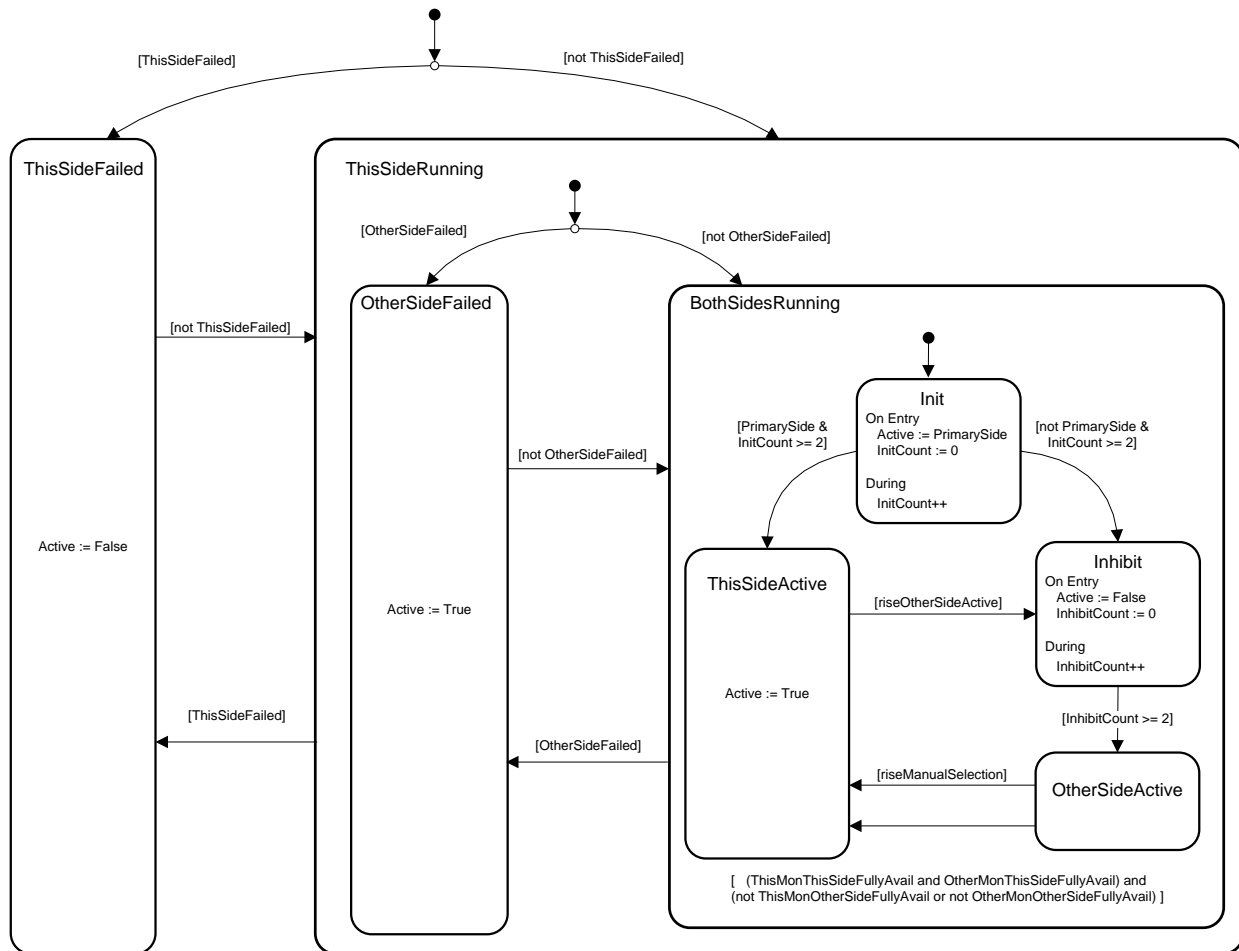 [ThisSideFailed]
[not ThisSideFailed]
ThisSideFailed
ThisSideRunning
[OtherSideFailed]
[not OtherSideFailed]
OtherSideFailed
BothSidesRunning
[not ThisSideFailed]
Init
On Entry
Active := PrimarySide
InitCount := 0
During
InitCount++
[PrimarySide &
InitCount >= 2]
[not PrimarySide &
InitCount >= 2]
[not OtherSideFailed]
Active := False
Active := True
ThisSideActive
Active := True
[riseOtherSideActive]
Inhibit
On Entry
Active := False
InhibitCount := 0
During
InhibitCount++
[ThisSideFailed]
[OtherSideFailed]
[InhibitCount >= 2]
[riseManualSelection]
OtherSideActive
[ (ThisMonThisSideFullyAvail and OtherMonThisSideFullyAvail) and
(not ThisMonOtherSideFullyAvail or not OtherMonOtherSideFullyAvail) ]